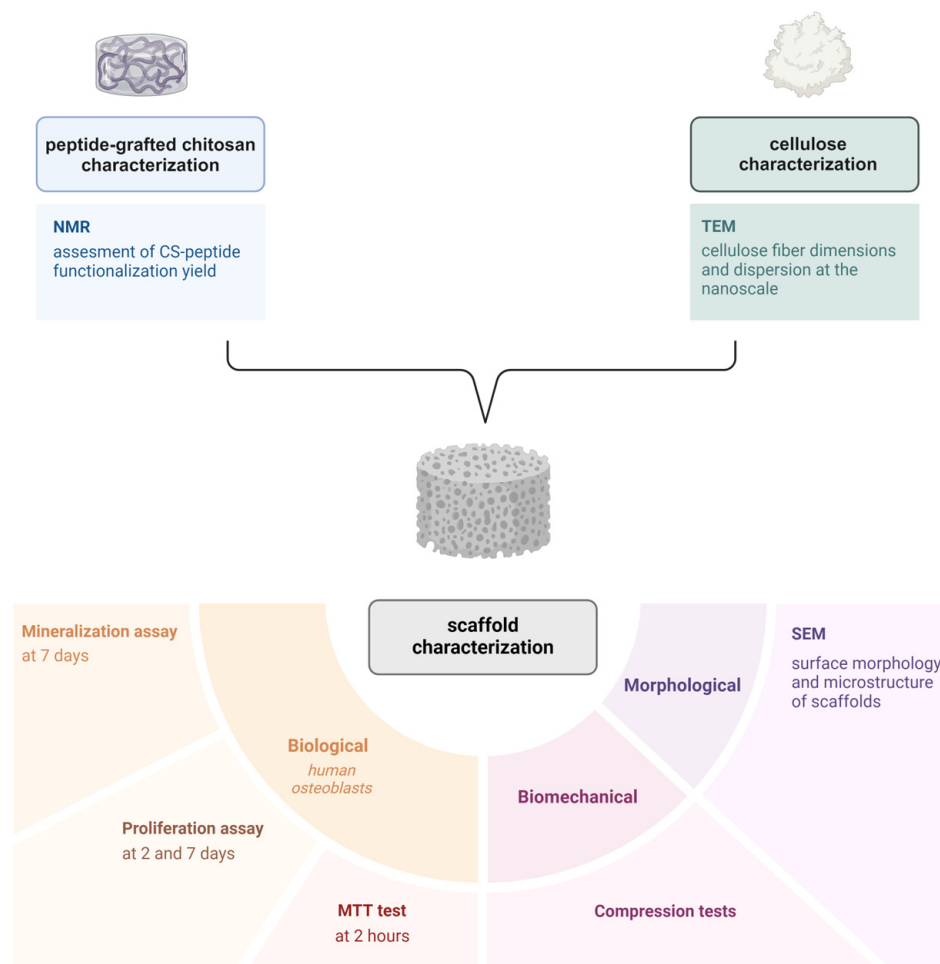 peptide-grafted chitosan
characterization
NMR
assesment of CS-peptide
functionalization yield
cellulose
characterization
TEM
cellulose fiber dimensions
and dispersion at the
nanoscale
scaffold
characterization
Mineralization assay
at 7 days
Biological
human
osteoblasts
Proliferation assay
at 2 and 7 days
MTT test
at 2 hours
Biomechanical
Compression tests
Morphological
SEM
surface morphology
and microstructure
of scaffolds